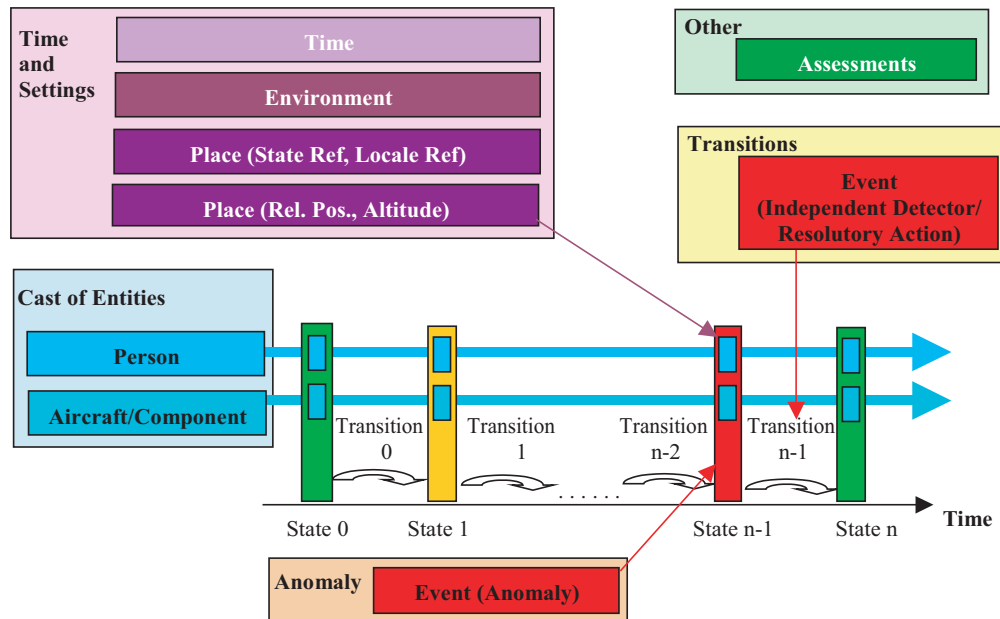 Time
and
Settings
Time
Environment
Place (State Ref, Locale Ref)
Place (Rel. Pos., Altitude)
Other
Assessments
Transitions
Event
(Independent Detector/
Resolutory Action)
Cast of Entities
Person
Aircraft/Component
Transition
0
Transition
1
Transition
n-2
Transition
n-1
. . . . . .
State 0
State 1
State n-1
State n
Time
Anomaly
Event (Anomaly)